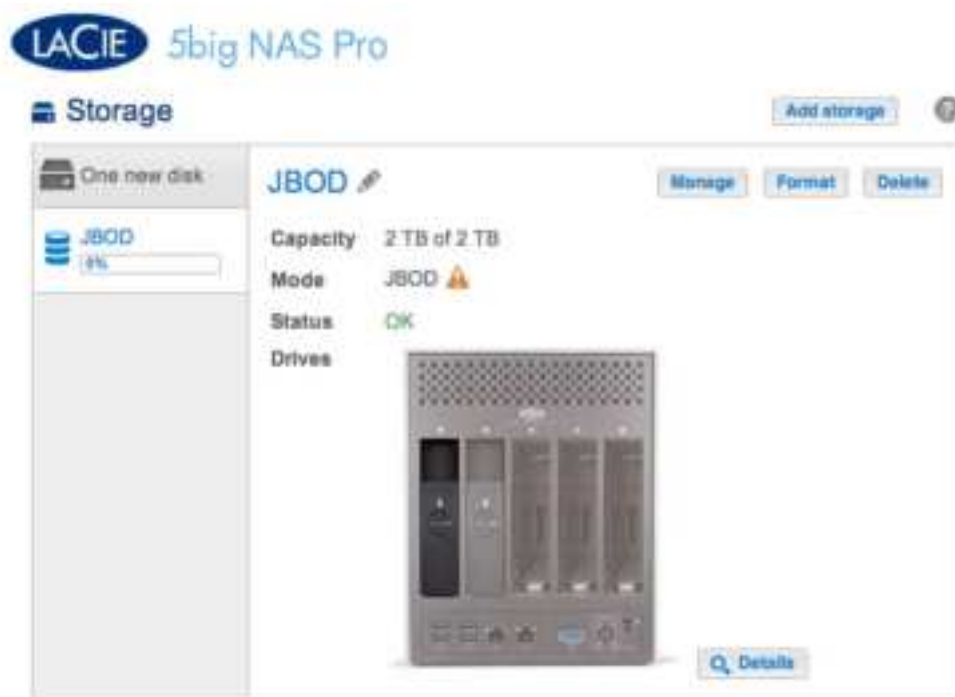 LACIE 5big NAS Pro
Storage
Add storage
One new disk
JBOD
JBOD
Manage
Format
Delete
Capacity 2 TB of 2 TB
Mode JBOD
Status OK
Drives
Details